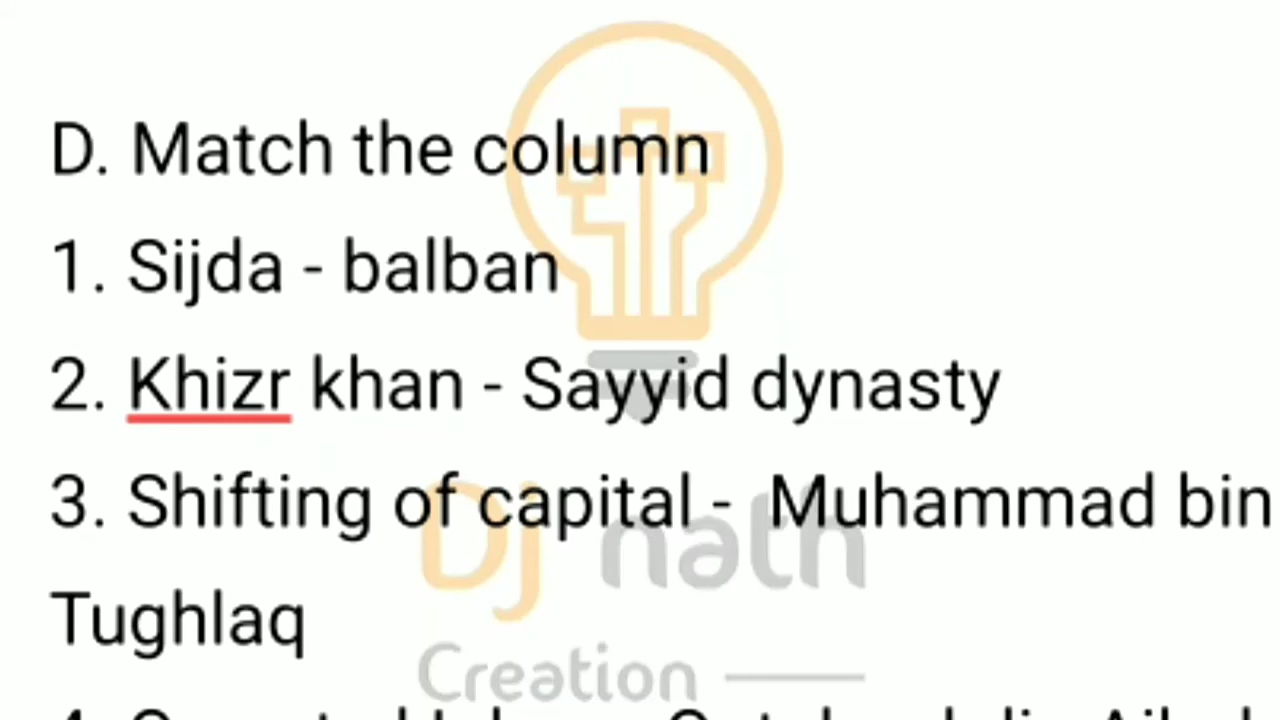 D. Match the column
1. Sijda - balban
2. Khizr khan - Sayyid dynasty
3. Shifting of capital - Muhammad bin
Tughlaq
Dj nath
Creation